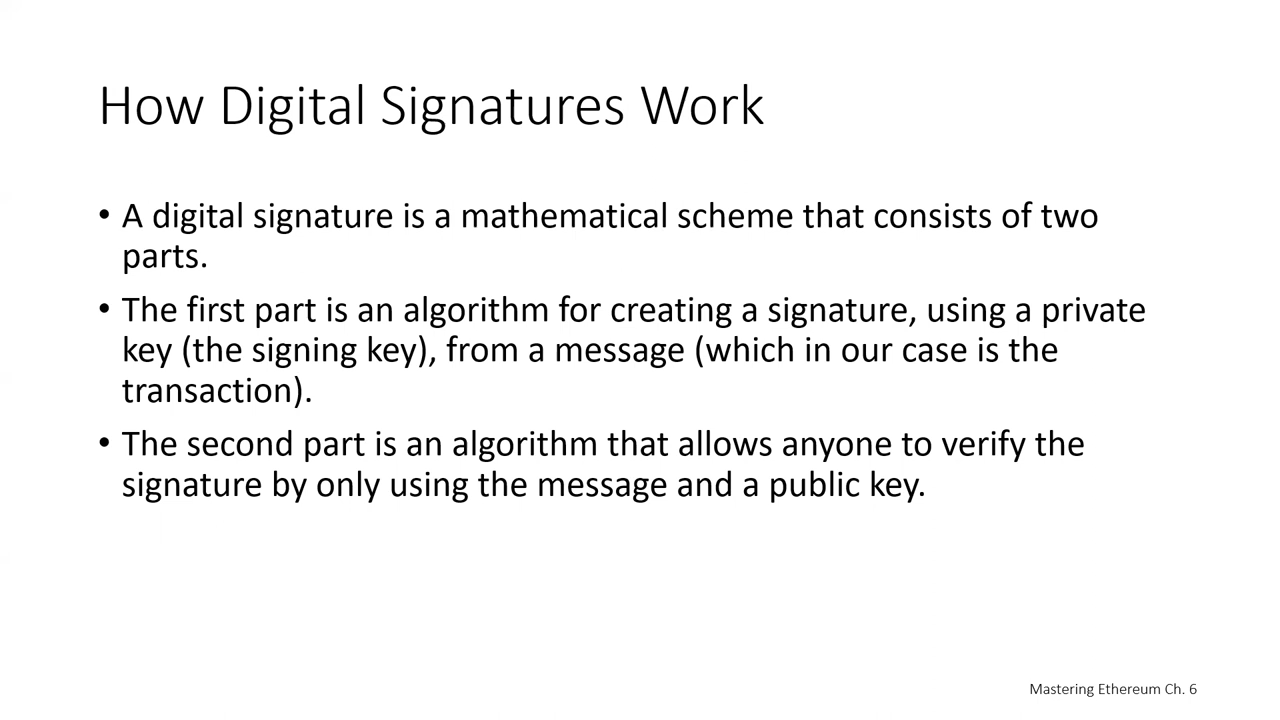 How Digital Signatures Work
• A digital signature is a mathematical scheme that consists of two
parts.
• The first part is an algorithm for creating a signature, using a private
key (the signing key), from a message (which in our case is the
transaction).
• The second part is an algorithm that allows anyone to verify the
signature by only using the message and a public key.
Mastering Ethereum Ch. 6